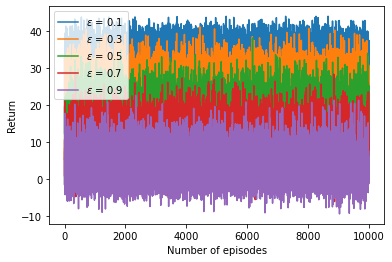 ε = 0.1
ε = 0.3
ε = 0.5
ε = 0.7
ε = 0.9
40
30
20
10
0
−10
Return
0
2000
4000
6000
8000
10000
Number of episodes